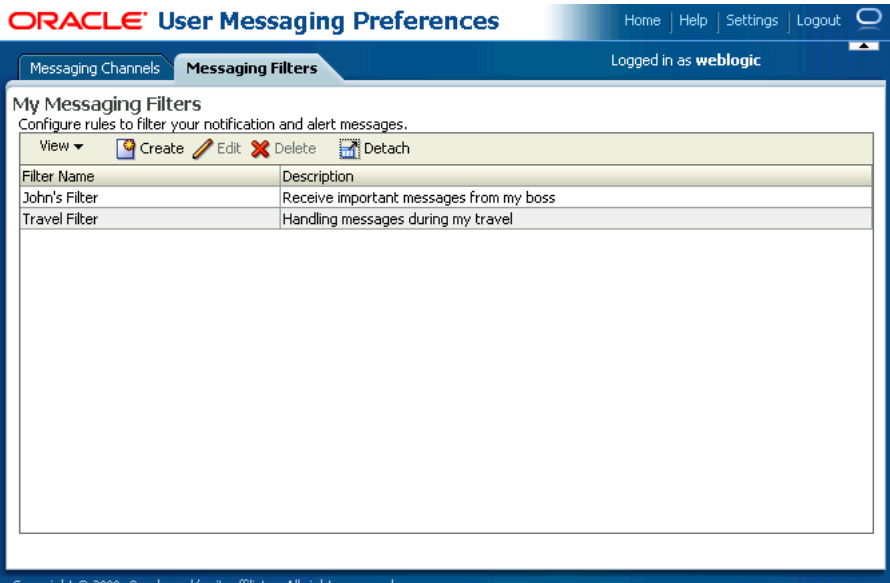 ORACLE User Messaging Preferences
Home Help Settings Logout
Messaging Channels Messaging Filters
Logged in as weblogic
My Messaging Filters
Configure rules to filter your notification and alert messages.
View Create Edit Delete Detach
Filter Name Description
John's Filter Receive important messages from my boss
Travel Filter Handling messages during my travel